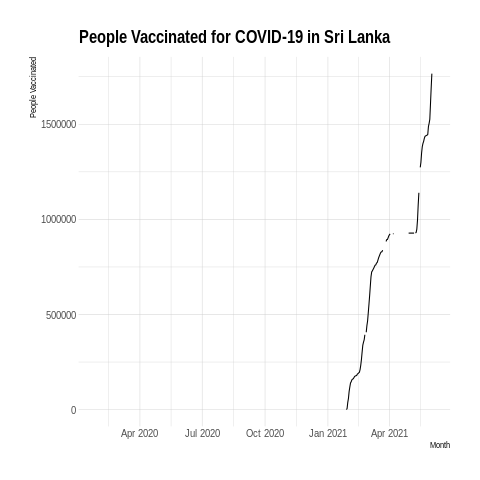 People Vaccinated for COVID-19 in Sri Lanka
People Vaccinated
1500000
1000000
500000
0
Apr 2020 Jul 2020 Oct 2020 Jan 2021 Apr 2021
Month